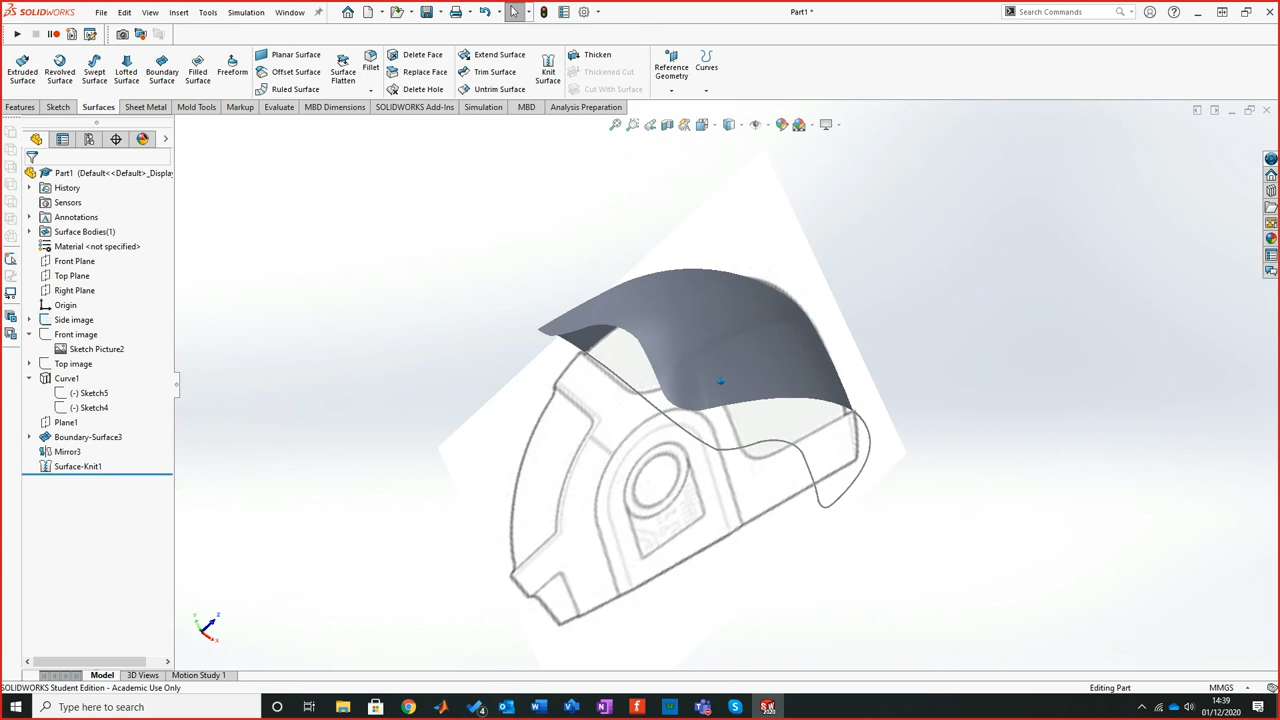 SOLIDWORKS File Edit View Insert Tools Simulation Window Part1 * Search Commands
Extruded Surface Revolved Surface Swept Surface Lofted Surface Boundary Surface Filled Surface Freeform Planar Surface Offset Surface Ruled Surface Surface Flatten Fillet Delete Face Replace Face Delete Hole Extend Surface Trim Surface Untrim Surface Knit Surface Thicken Thickened Cut Cut With Surface Reference Geometry Curves
Features Sketch Surfaces Sheet Metal Mold Tools Markup Evaluate MBD Dimensions SOLIDWORKS Add-Ins Simulation MBD Analysis Preparation
Part1 (Default<<Default>_Display
History
Sensors
Annotations
Surface Bodies(1)
Material <not specified>
Front Plane
Top Plane
Right Plane
Origin
Side image
Front image
Sketch Picture2
Top image
Curve1
(-) Sketch5
(-) Sketch4
Plane1
Boundary-Surface3
Mirror3
Surface-Knit1
Model 3D Views Motion Study 1
SOLIDWORKS Student Edition - Academic Use Only Editing Part MMGS
Type here to search 14:39
01/12/2020